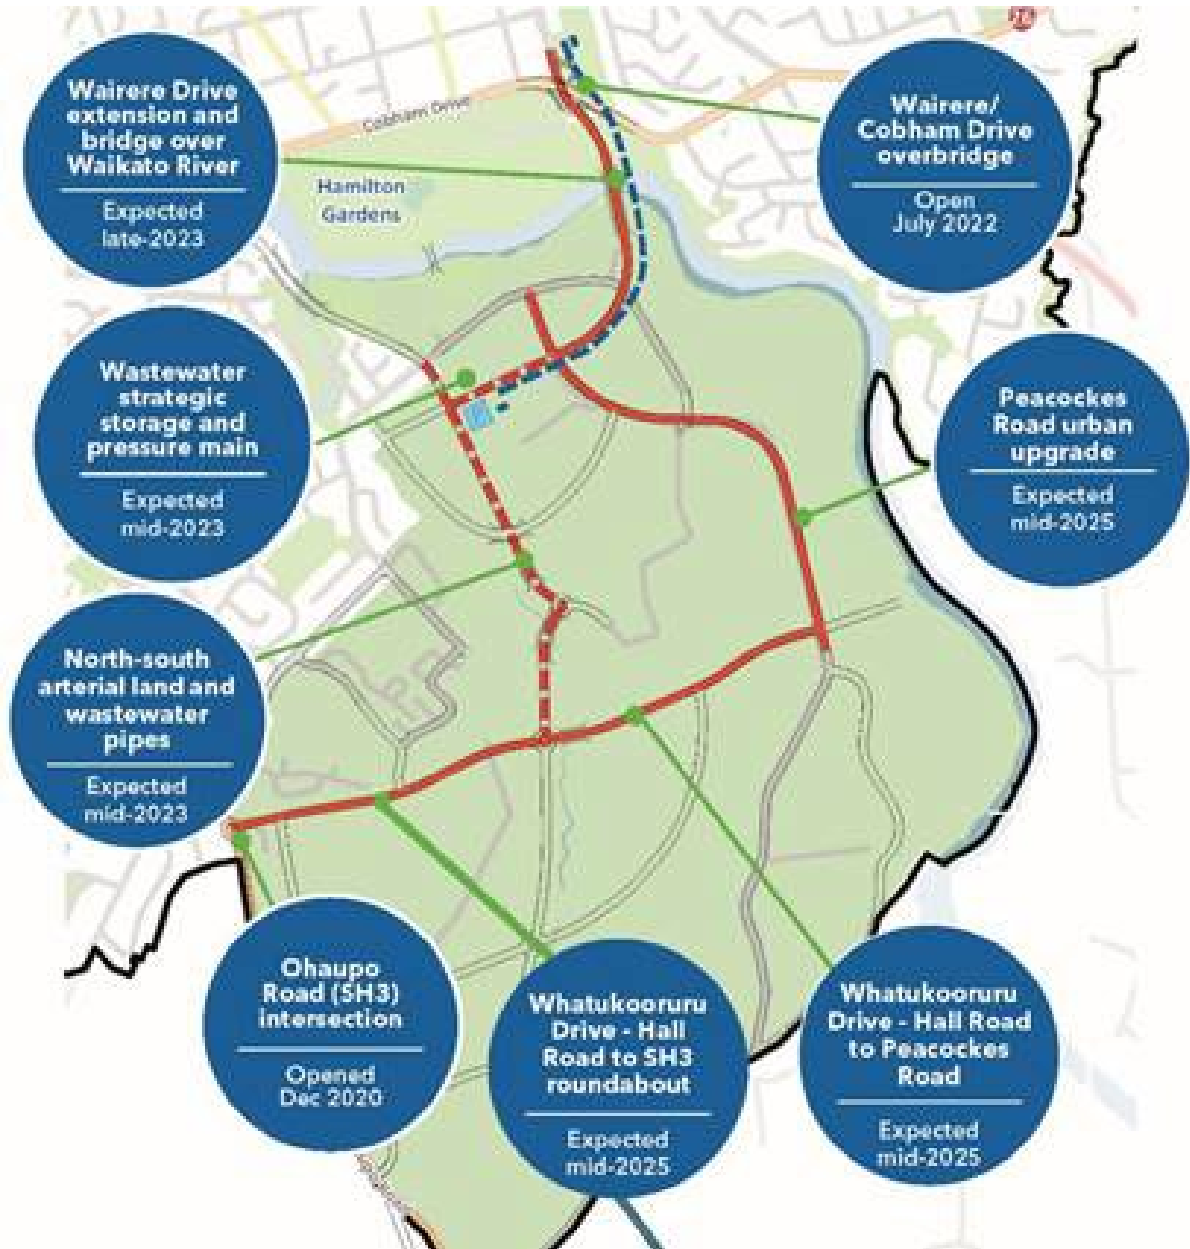 Wairere Drive
extension and
bridge over
Waikato River
Expected
late-2023
Cobham Drive
Hamilton
Gardens
Wairere/
Cobham Drive
overbridge
Open
July 2022
Wastewater
strategic
storage and
pressure main
Expected
mid-2023
Peacockes
Road urban
upgrade
Expected
mid-2025
North-south
arterial land and
wastewater
pipes
Expected
mid-2023
Ohaupo
Road (SH3)
intersection
Opened
Dec 2020
Whatukooruru
Drive - Hall
Road to SH3
roundabout
Expected
mid-2025
Whatukooruru
Drive - Hall Road
to Peacockes
Road
Expected
mid-2025